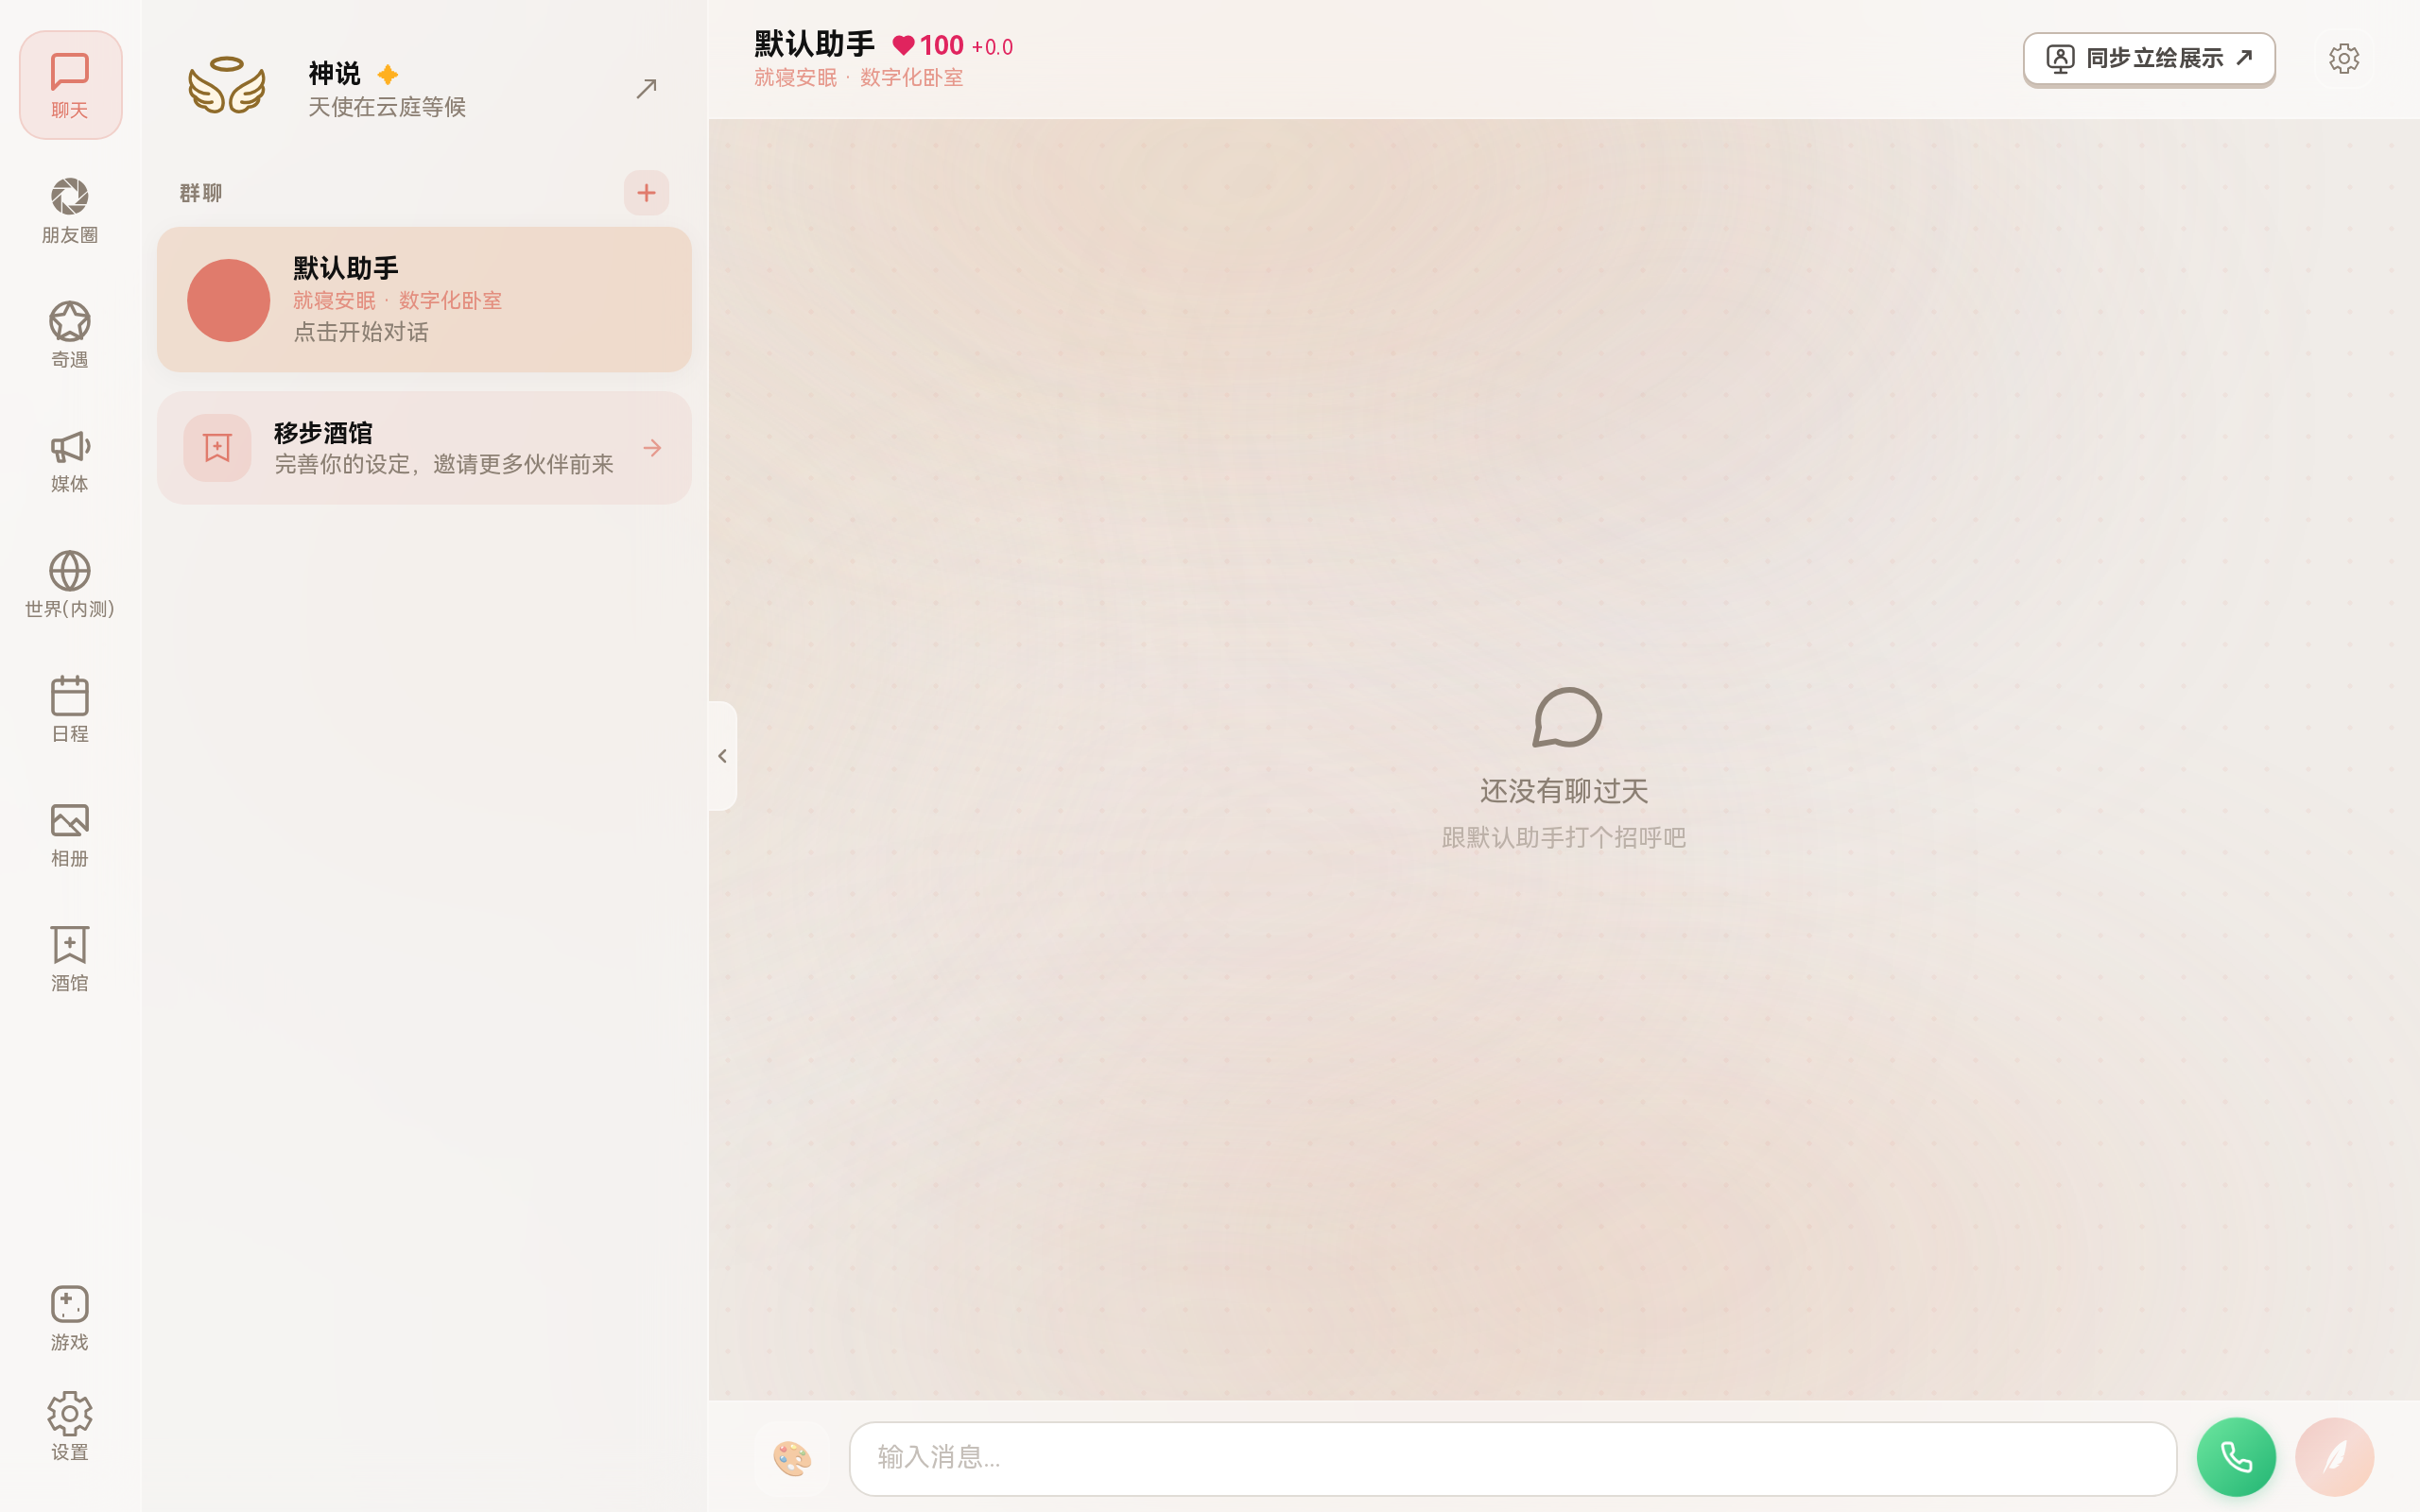 聊天
朋友圈
奇遇
媒体
世界(内测)
日程
相册
酒馆
游戏
设置
神说
天使在云庭等候
群聊
默认助手
就寝安眠 · 数字化卧室
点击开始对话
移步酒馆
完善你的设定，邀请更多伙伴前来
默认助手 100 +0.0
就寝安眠 · 数字化卧室
同步立绘展示
还没有聊过天
跟默认助手打个招呼吧
输入消息...